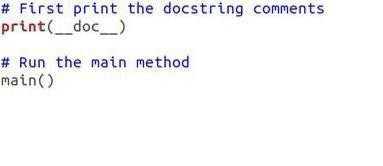 # First print the docstring comments
print(__doc__)
# Run the main method
main()